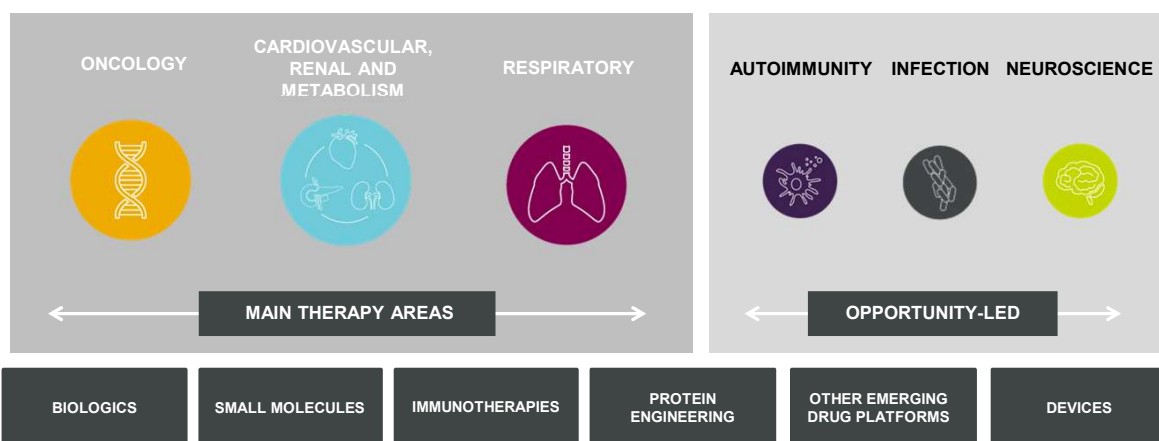 ONCOLOGY
CARDIOVASCULAR,
RENAL AND
METABOLISM
RESPIRATORY
AUTOIMMUNITY
INFECTION
NEUROSCIENCE
MAIN THERAPY AREAS
OPPORTUNITY-LED
BIOLOGICS
SMALL MOLECULES
IMMUNOTHERAPIES
PROTEIN
ENGINEERING
OTHER EMERGING
DRUG PLATFORMS
DEVICES